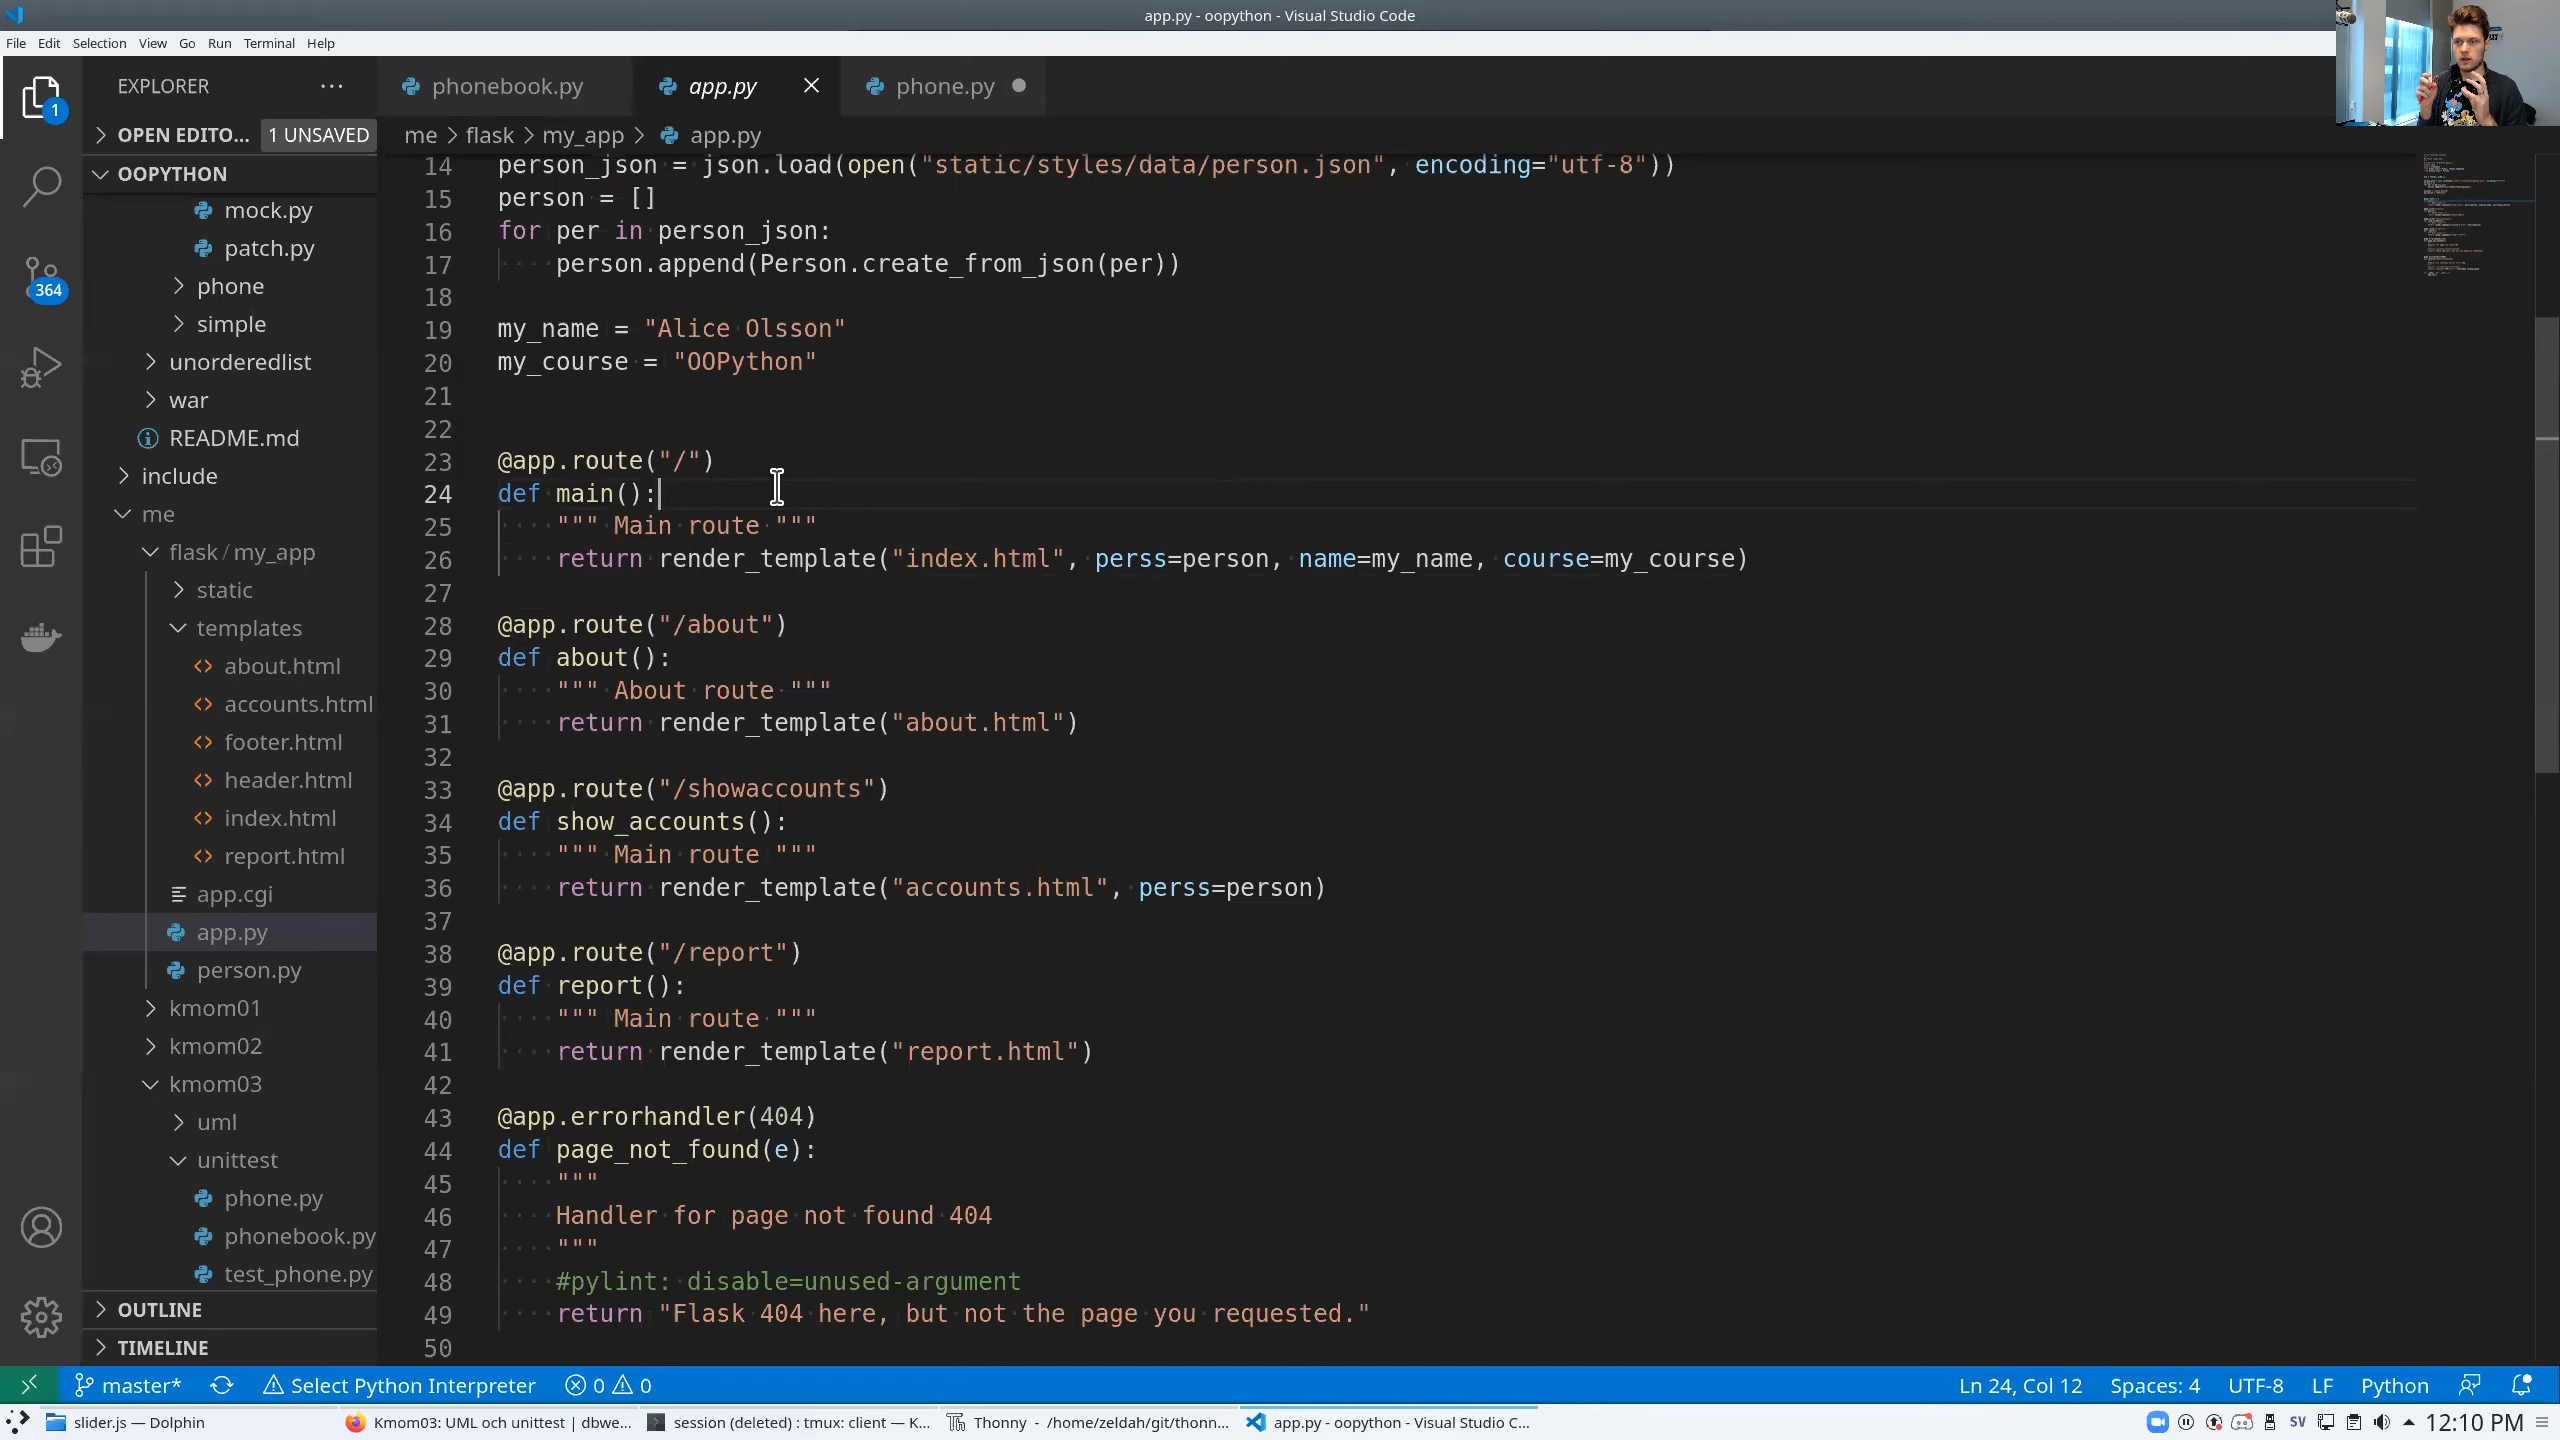 app.py - oopython - Visual Studio Code
File Edit Selection View Go Run Terminal Help
EXPLORER ···
phonebook.py app.py phone.py
1
OPEN EDITO... 1 UNSAVED
me > flask > my_app > app.py
OOPYTHON
mock.py
patch.py
phone
simple
unorderedlist
war
README.md
include
me
flask / my_app
static
templates
about.html
accounts.html
footer.html
header.html
index.html
report.html
app.cgi
app.py
person.py
kmom01
kmom02
kmom03
uml
unittest
phone.py
phonebook.py
test_phone.py
OUTLINE
TIMELINE
364
14 person_json = json.load(open("static/styles/data/person.json", encoding="utf-8"))
15 person = []
16 for per in person_json:
17     person.append(Person.create_from_json(per))
18
19 my_name = "Alice Olsson"
20 my_course = "OOPython"
21
22
23 @app.route("/")
24 def main():
25     """ Main route """
26     return render_template("index.html", perss=person, name=my_name, course=my_course)
27
28 @app.route("/about")
29 def about():
30     """ About route """
31     return render_template("about.html")
32
33 @app.route("/showaccounts")
34 def show_accounts():
35     """ Main route """
36     return render_template("accounts.html", perss=person)
37
38 @app.route("/report")
39 def report():
40     """ Main route """
41     return render_template("report.html")
42
43 @app.errorhandler(404)
44 def page_not_found(e):
45     """
46     Handler for page not found 404
47     """
48     #pylint: disable=unused-argument
49     return "Flask 404 here, but not the page you requested."
50
master* Select Python Interpreter 0 0 Ln 24, Col 12 Spaces: 4 UTF-8 LF Python
slider.js — Dolphin Kmom03: UML och unittest | dbwe... session (deleted) : tmux: client — K... Thonny - /home/zeldah/git/thonn... app.py - oopython - Visual Studio C... SV 12:10 PM